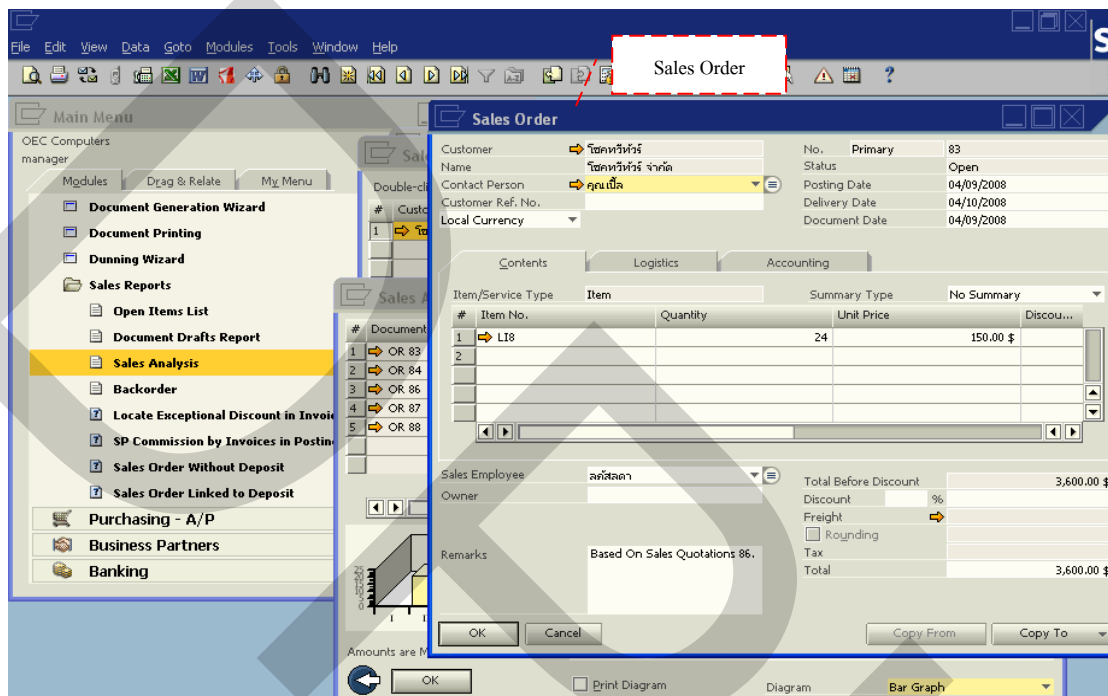 File Edit View Data Goto Modules Tools Window Help
Sales Order
Main Menu
OEC Computers
manager
Modules Drag & Relate My Menu
Document Generation Wizard
Document Printing
Dunning Wizard
Sales Reports
Open Items List
Document Drafts Report
Sales Analysis
Backorder
Locate Exceptional Discount in Invoi
SP Commission by Invoices in Postin
Sales Order Without Deposit
Sales Order Linked to Deposit
Purchasing - A/P
Business Partners
Banking
Double-cli
# Custo
1
Sales A
# Document
1 OR 83
2 OR 84
3 OR 86
4 OR 87
5 OR 88
25
20
15
10
5
0
Amounts are M
OK
Print Diagram
Diagram Bar Graph
Sales Order
Customer โชคทวีทัวร์
Name โชคทวีทัวร์ จำกัด
Contact Person คุณเปิ้ล
Customer Ref. No.
Local Currency
No. Primary 83
Status Open
Posting Date 04/09/2008
Delivery Date 04/10/2008
Document Date 04/09/2008
Contents Logistics Accounting
Item/Service Type Item
Summary Type No Summary
# Item No. Quantity Unit Price Discou...
1 LI8 24 150.00 $
2
Sales Employee ลภัสลดา
Owner
Remarks Based On Sales Quotations 86.
Total Before Discount 3,600.00 $
Discount %
Freight
Rounding
Tax
Total 3,600.00 $
OK Cancel Copy From Copy To